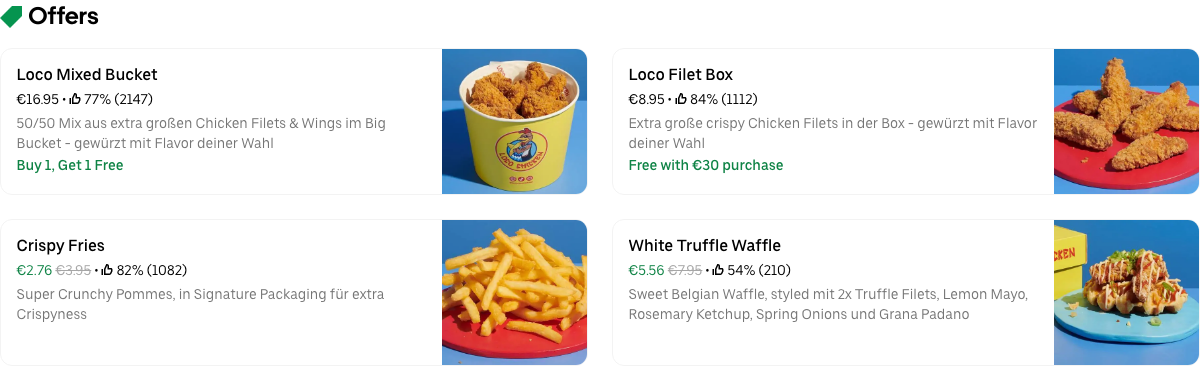 Offers
Loco Mixed Bucket
€16.95 • 77% (2147)
50/50 Mix aus extra großen Chicken Filets & Wings im Big
Bucket - gewürzt mit Flavor deiner Wahl
Buy 1, Get 1 Free
LOCO CHICKEN
Loco Filet Box
€8.95 • 84% (1112)
Extra große crispy Chicken Filets in der Box - gewürzt mit Flavor
deiner Wahl
Free with €30 purchase
Crispy Fries
€2.76 €3.95 • 82% (1082)
Super Crunchy Pommes, in Signature Packaging für extra
Crispyness
White Truffle Waffle
€5.56 €7.95 • 54% (210)
Sweet Belgian Waffle, styled mit 2x Truffle Filets, Lemon Mayo,
Rosemary Ketchup, Spring Onions und Grana Padano
CKEN